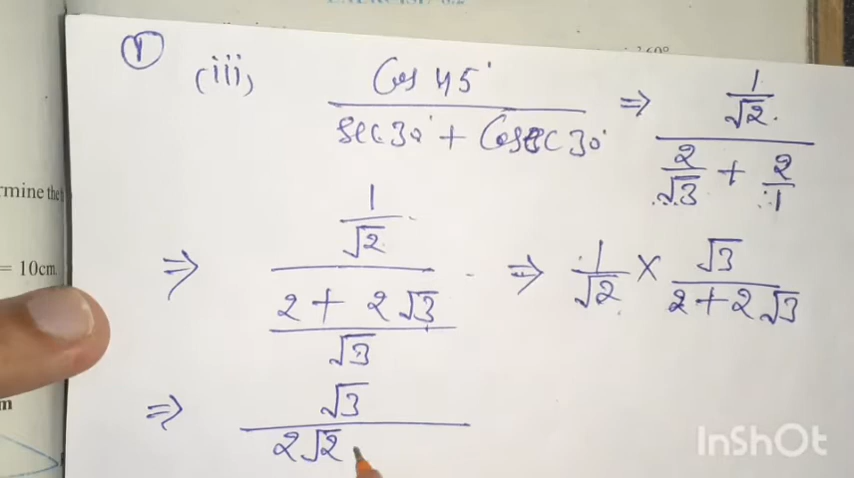 ① (iii) Cos 45° / sec 30° + Cosec 30° ⇒ 1/√2 / 2/√3 + 2/1
rmine the
⇒ 1/√2 / 2 + 2√3 / √3 ⇒ 1/√2 × √3 / 2 + 2√3
= 10cm.
m
⇒ √3 / 2√2
InShOt